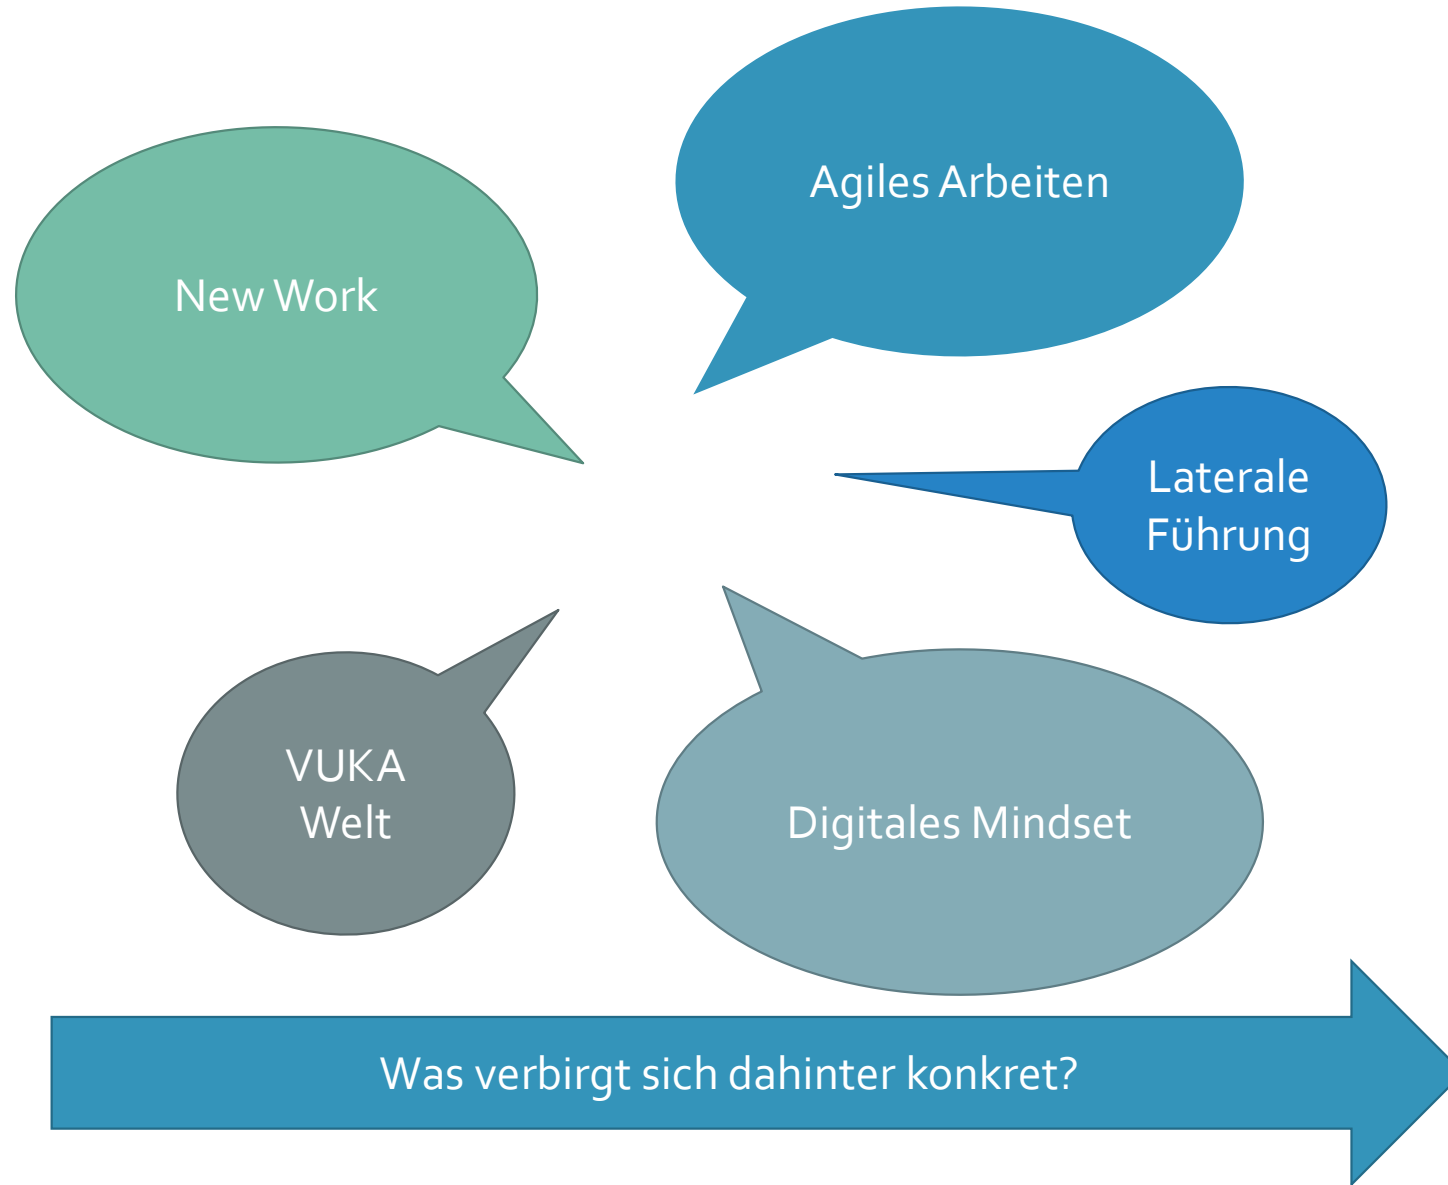 Agiles Arbeiten
New Work
Laterale
Führung
VUKA
Welt
Digitales Mindset
Was verbirgt sich dahinter konkret?